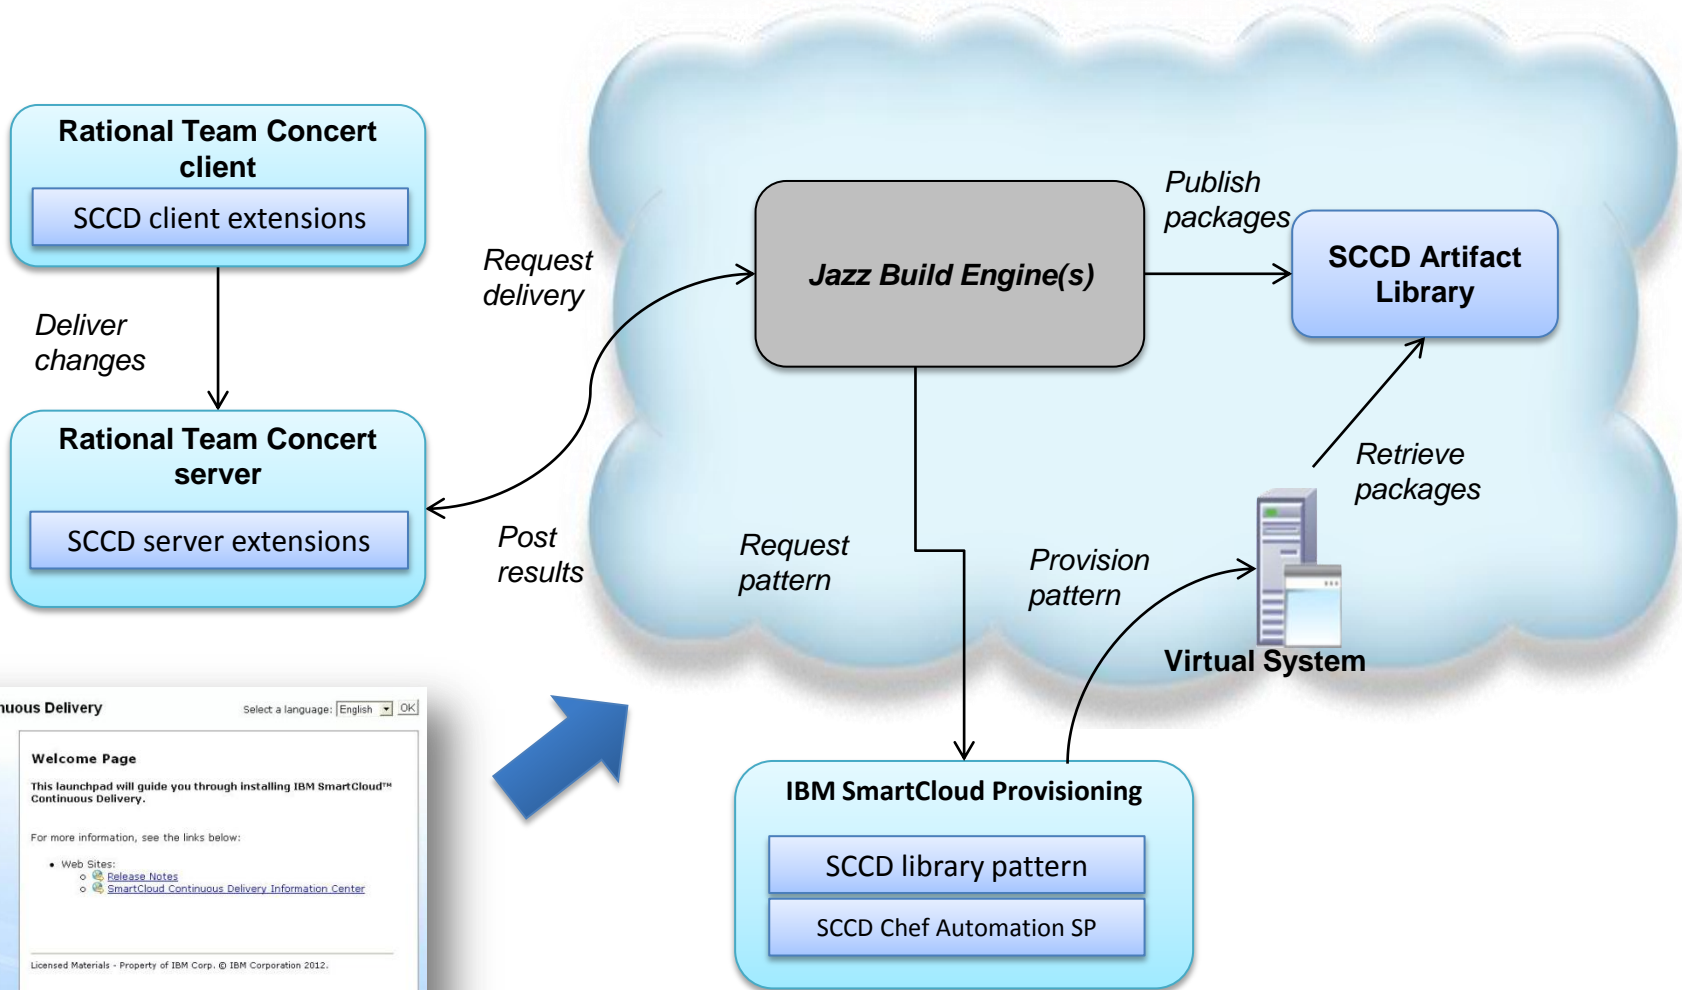 Rational Team Concert
client
SCCD client extensions
Deliver
changes
Rational Team Concert
server
SCCD server extensions
Request
delivery
Post
results
Jazz Build Engine(s)
Publish
packages
SCCD Artifact
Library
Retrieve
packages
Request
pattern
Provision
pattern
Virtual System
IBM SmartCloud Provisioning
SCCD library pattern
SCCD Chef Automation SP
nuous Delivery
Select a language: English OK
Welcome Page
This launchpad will guide you through installing IBM SmartCloud™
Continuous Delivery.
For more information, see the links below:
Web Sites:
Release Notes
SmartCloud Continuous Delivery Information Center
Licensed Materials - Property of IBM Corp. © IBM Corporation 2012.